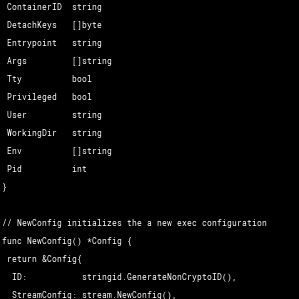 ContainerID  string
DetachKeys   []byte
Entrypoint   string
Args         []string
Tty          bool
Privileged   bool
User         string
WorkingDir   string
Env          []string
Pid          int
}

// NewConfig initializes the a new exec configuration
func NewConfig() *Config {
 return &Config{
  ID:           stringid.GenerateNonCryptoID(),
  StreamConfig: stream.NewConfig(),